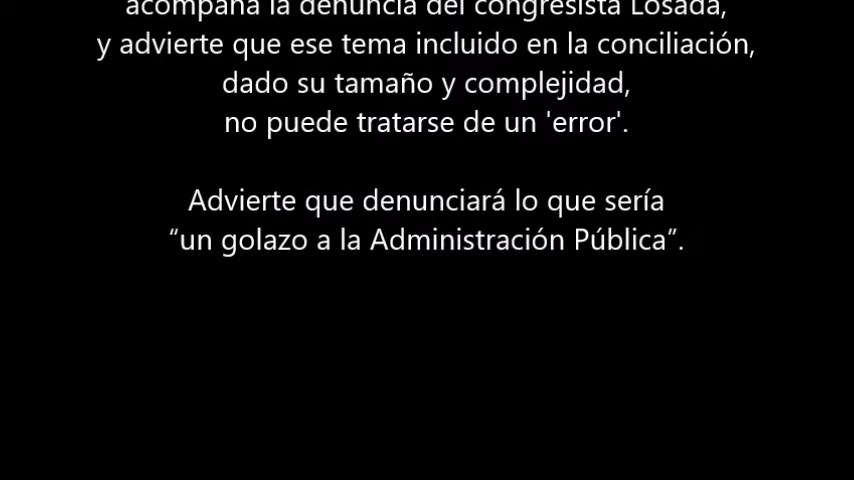 acompaña la denuncia del congresista Losada,
y advierte que ese tema incluido en la conciliación,
dado su tamaño y complejidad,
no puede tratarse de un 'error'.
Advierte que denunciará lo que sería
“un golazo a la Administración Pública”.